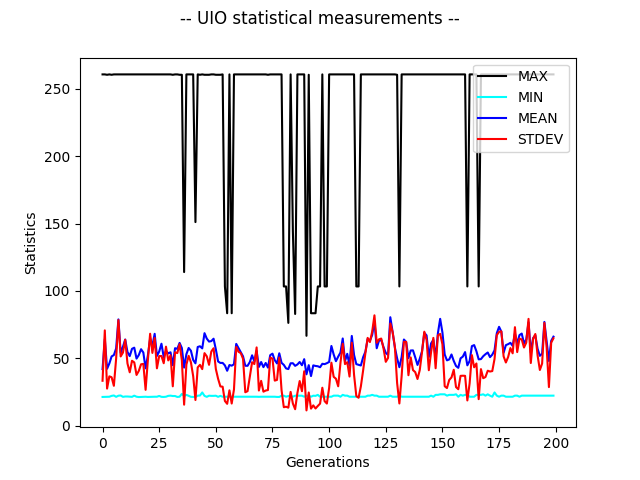 -- UIO statistical measurements --
MAX
MIN
MEAN
STDEV
250
200
150
100
50
0
Statistics
0 25 50 75 100 125 150 175 200
Generations